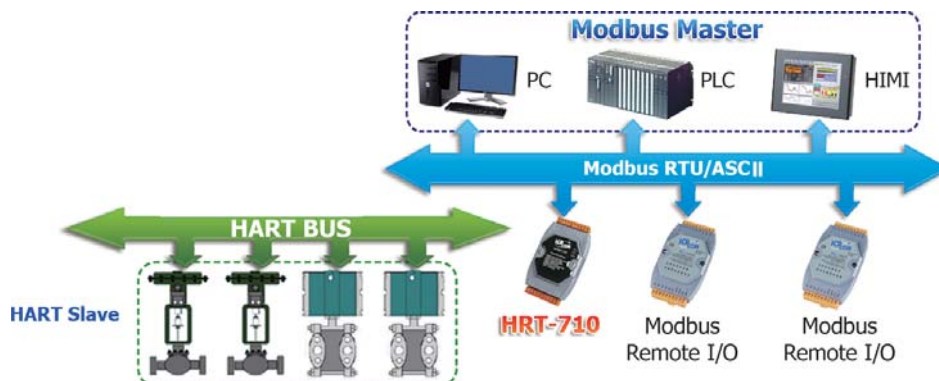 Modbus Master
PC
PLC
HIMI
Modbus RTU/ASCⅡ
HART BUS
HART Slave
HRT-710
Modbus
Remote I/O
Modbus
Remote I/O